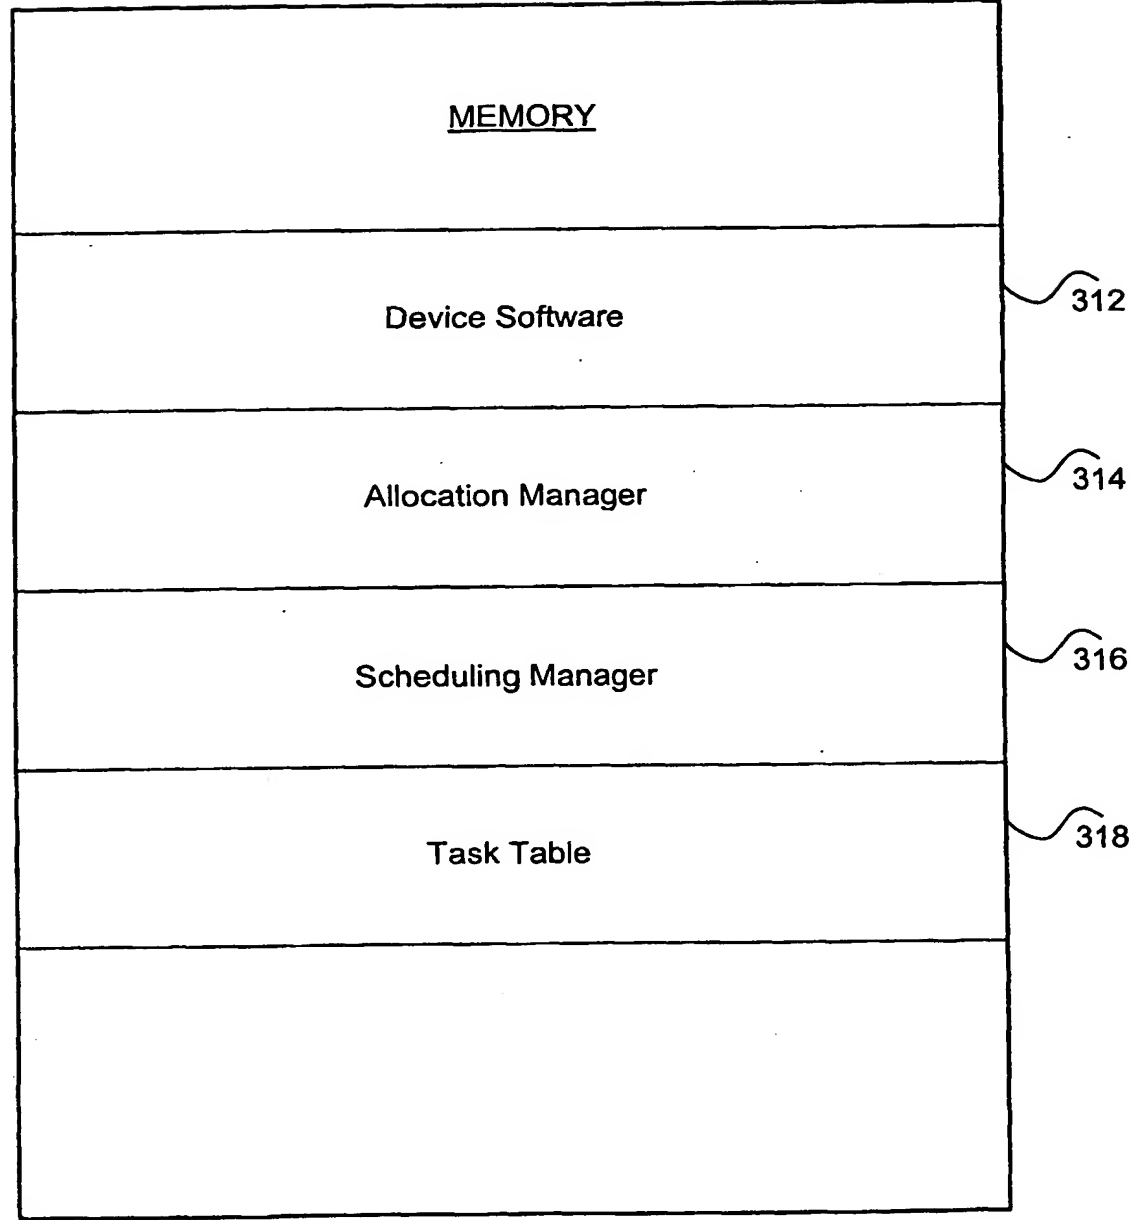 MEMORY
Device Software
312
Allocation Manager
314
Scheduling Manager
316
Task Table
318